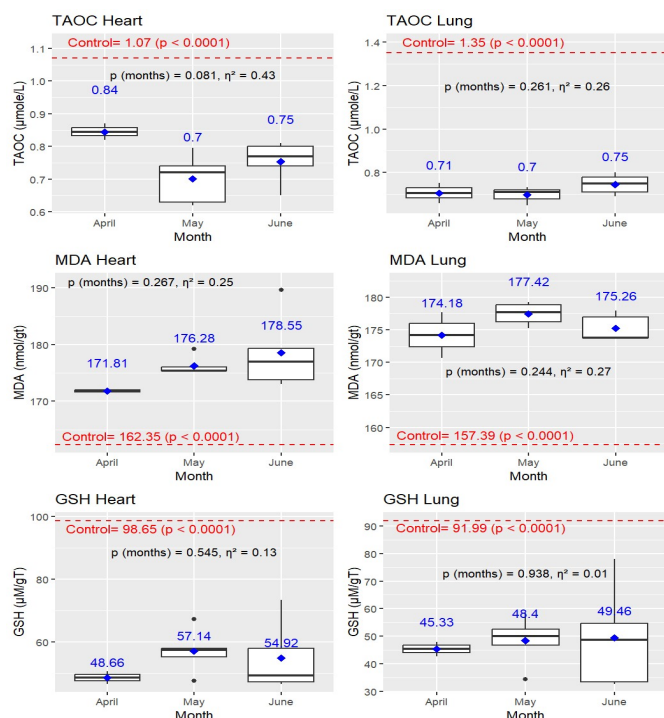 TAOC Heart
Control= 1.07 (p < 0.0001)
p (months) = 0.081, η² = 0.43
0.84
0.7
0.75
1.1
1.0
0.9
0.8
0.7
0.6
TAOC (µmole/L)
April
May
June
Month
TAOC Lung
Control= 1.35 (p < 0.0001)
p (months) = 0.261, η² = 0.26
0.71
0.7
0.75
1.4
1.2
1.0
0.8
TAOC (µmole/L)
April
May
June
Month
MDA Heart
p (months) = 0.267, η² = 0.25
171.81
176.28
178.55
Control= 162.35 (p < 0.0001)
190
180
170
MDA (nmol/gt)
April
May
June
Month
MDA Lung
174.18
177.42
175.26
p (months) = 0.244, η² = 0.27
Control= 157.39 (p < 0.0001)
180
175
170
165
160
MDA (nmol/gt)
April
May
June
Month
GSH Heart
Control= 98.65 (p < 0.0001)
p (months) = 0.545, η² = 0.13
48.66
57.14
54.92
100
80
60
GSH (µM/gT)
April
May
June
Month
GSH Lung
Control= 91.99 (p < 0.0001)
p (months) = 0.938, η² = 0.01
45.33
48.4
49.46
90
80
70
60
50
40
30
GSH (µM/gT)
April
May
June
Month